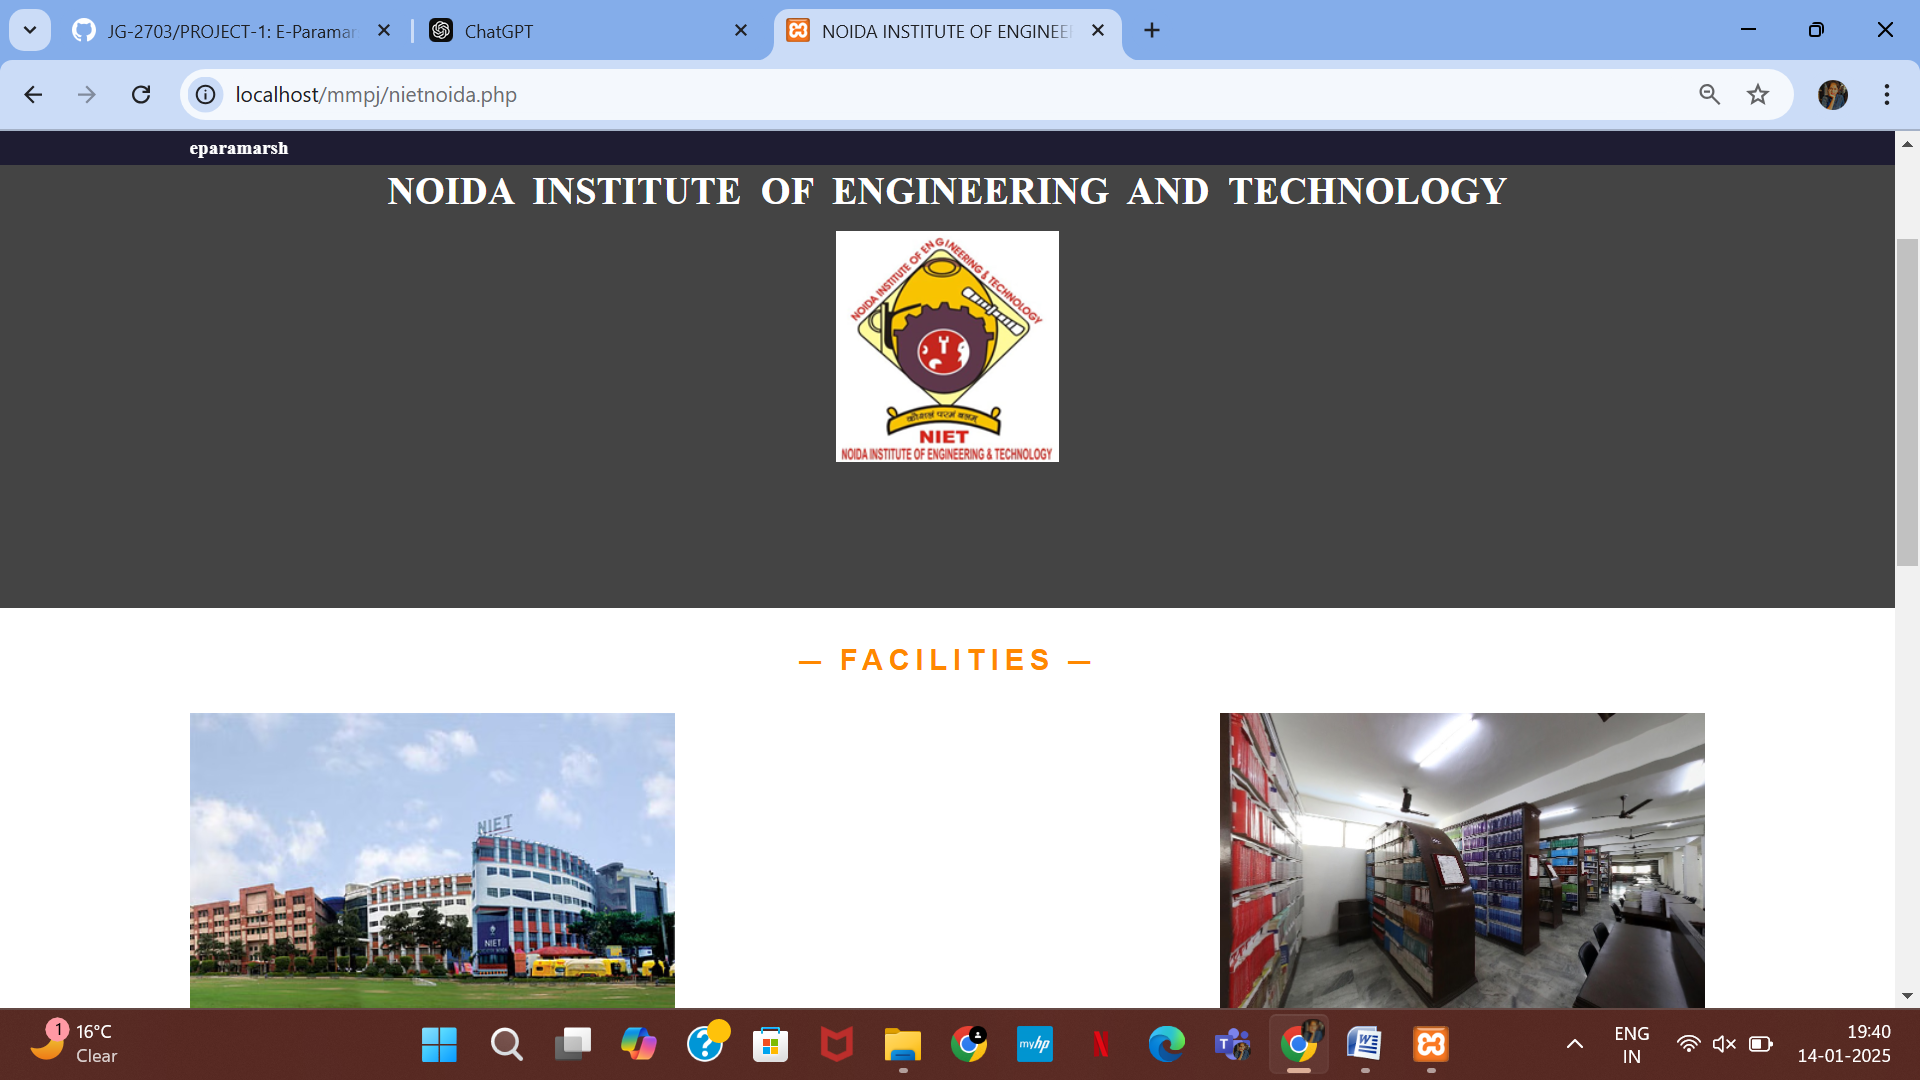 JG-2703/PROJECT-1: E-Paramar
ChatGPT
NOIDA INSTITUTE OF ENGINEER
localhost/mmpj/nietnoida.php
eparamarsh
NOIDA INSTITUTE OF ENGINEERING AND TECHNOLOGY
NOIDA INSTITUTE OF ENGINEERING & TECHNOLOGY
कौशलं परमं बलम्
NIET
NOIDA INSTITUTE OF ENGINEERING & TECHNOLOGY
— FACILITIES —
NIET
NIET
1
16°C
Clear
myhp
ENG
IN
19:40
14-01-2025